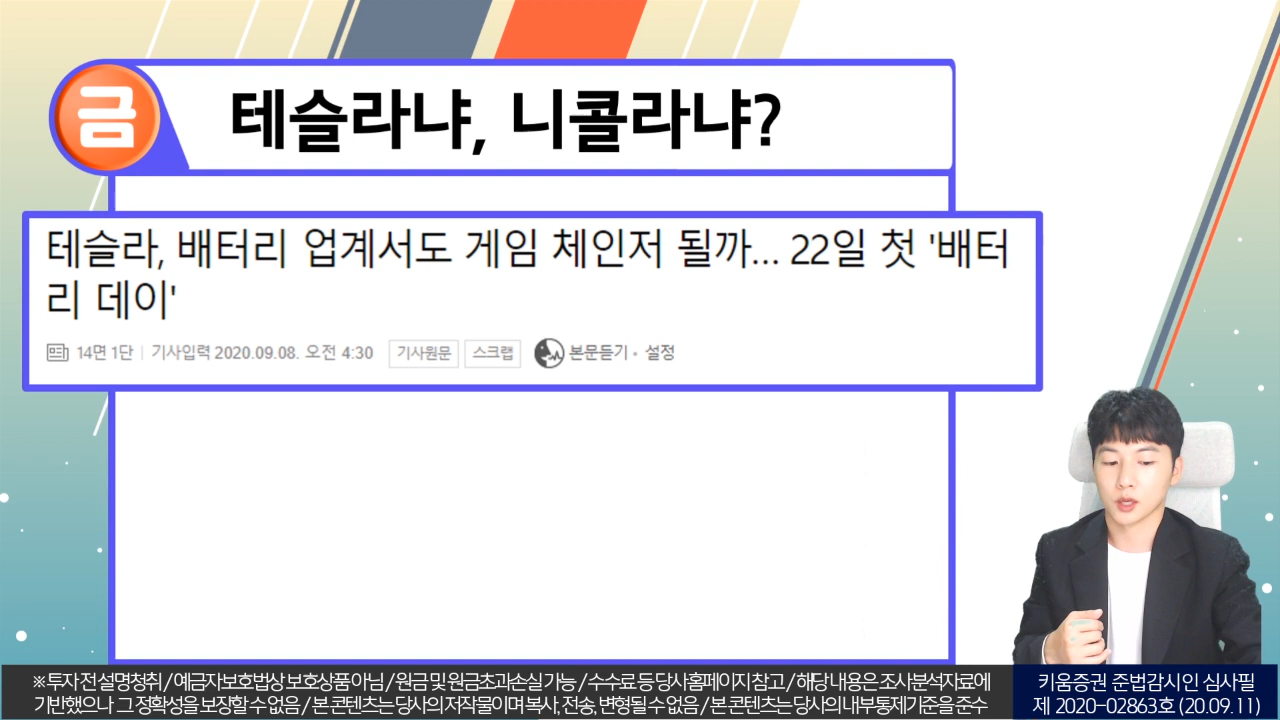 금
테슬라냐, 니콜라냐?
테슬라, 배터리 업계서도 게임 체인저 될까... 22일 첫 '배터
리 데이'
14면 1단 | 기사입력 2020.09.08. 오전 4:30 기사원문 스크랩 본문듣기 · 설정
※ 투자 전 설명청취 / 예금자보호법상 보호상품 아님 / 원금 및 원금초과손실 가능 / 수수료 등 당사홈페이지 참고 / 해당 내용은 조사분석자료에
기반했으나 그 정확성을 보장할 수 없음 / 본 콘텐츠는 당사의 저작물이며 복사, 전송, 변형될 수 없음 / 본 콘텐츠는 당사의 내부통제기준을 준수
키움증권 준법감시인 심사필
제 2020-02863호 (20.09.11)